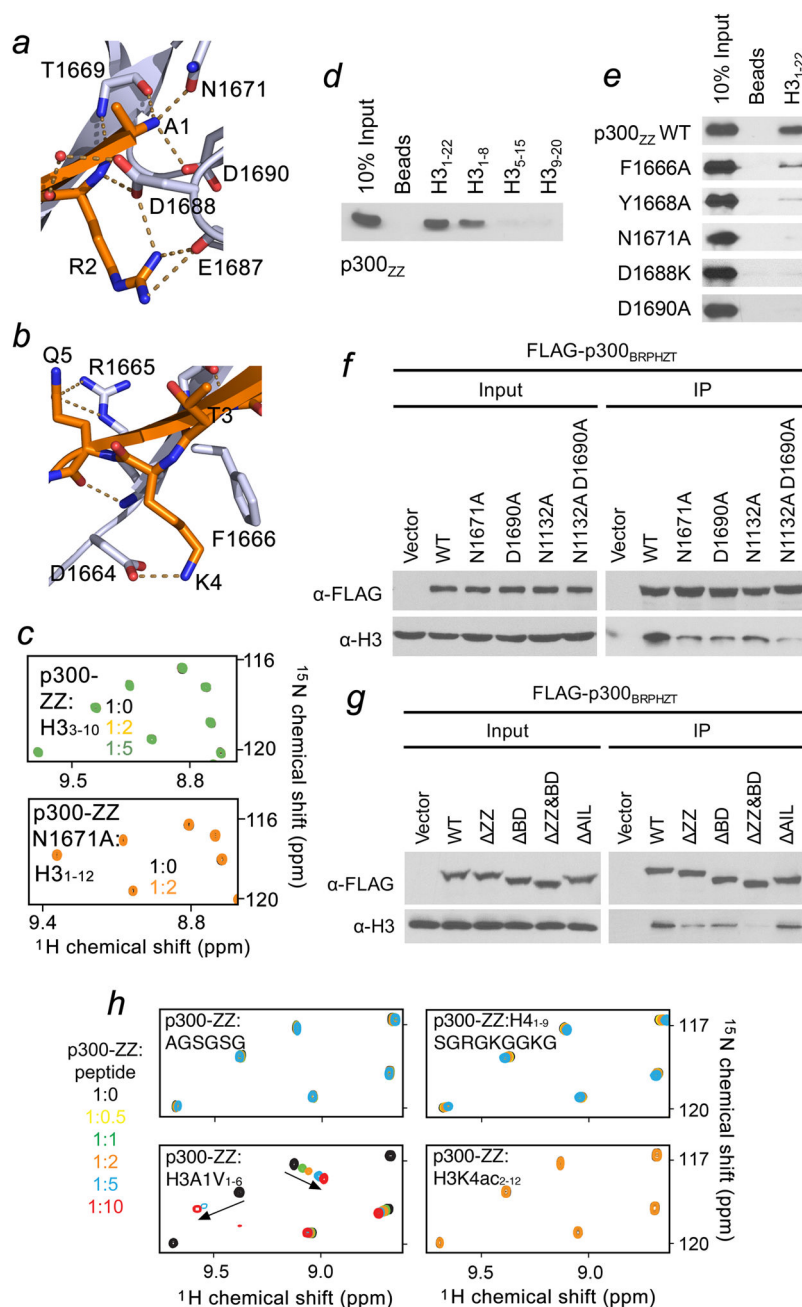 a
T1669
N1671
A1
D1690
D1688
R2
E1687
b
Q5
R1665
T3
F1666
D1664
K4
c
p300-
ZZ:
H3₃₋₁₀
1:0
1:2
1:5
116
120
9.5
8.8
p300-ZZ
N1671A:
H3₁₋₁₂
1:0
1:2
116
120
9.4
8.8
¹H chemical shift (ppm)
¹⁵N chemical shift (ppm)
d
10% Input
Beads
H3₁₋₂₂
H3₁₋₈
H3₅₋₁₅
H3₉₋₂₀
p300ZZ
e
10% Input
Beads
H3₁₋₂₂
p300ZZ WT
F1666A
Y1668A
N1671A
D1688K
D1690A
f
FLAG-p300BRPHZT
Input
IP
Vector
WT
N1671A
D1690A
N1132A
N1132A D1690A
Vector
WT
N1671A
D1690A
N1132A
N1132A D1690A
α-FLAG
α-H3
g
FLAG-p300BRPHZT
Input
IP
Vector
WT
ΔZZ
ΔBD
ΔZZ&BD
ΔAIL
Vector
WT
ΔZZ
ΔBD
ΔZZ&BD
ΔAIL
α-FLAG
α-H3
h
p300-ZZ:
peptide
1:0
1:0.5
1:1
1:2
1:5
1:10
p300-ZZ:
AGSGSG
p300-ZZ:H4₁₋₉
SGRGKGGKG
117
120
p300-ZZ:
H3A1V₁₋₆
p300-ZZ:
H3K4ac₂₋₁₂
117
120
9.5
9.0
9.5
9.0
¹H chemical shift (ppm)
¹⁵N chemical shift (ppm)